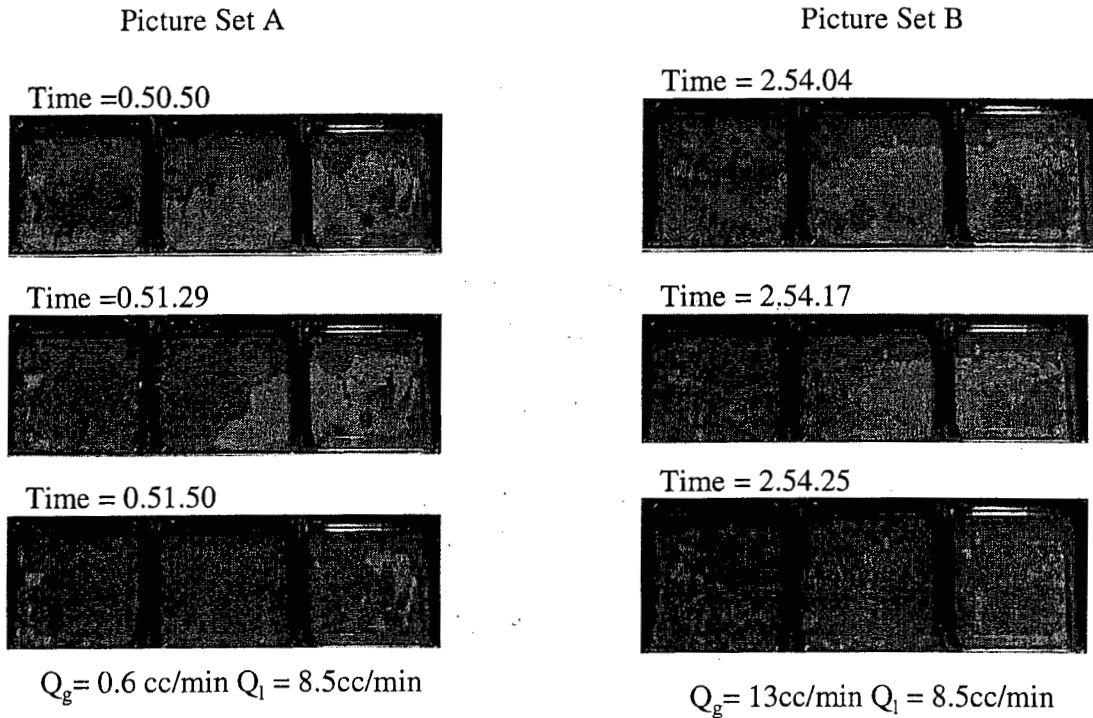 Picture Set A
Time =0.50.50
Time =0.51.29
Time = 0.51.50
Qg= 0.6 cc/min Ql = 8.5cc/min
Picture Set B
Time = 2.54.04
Time = 2.54.17
Time = 2.54.25
Qg= 13cc/min Ql = 8.5cc/min